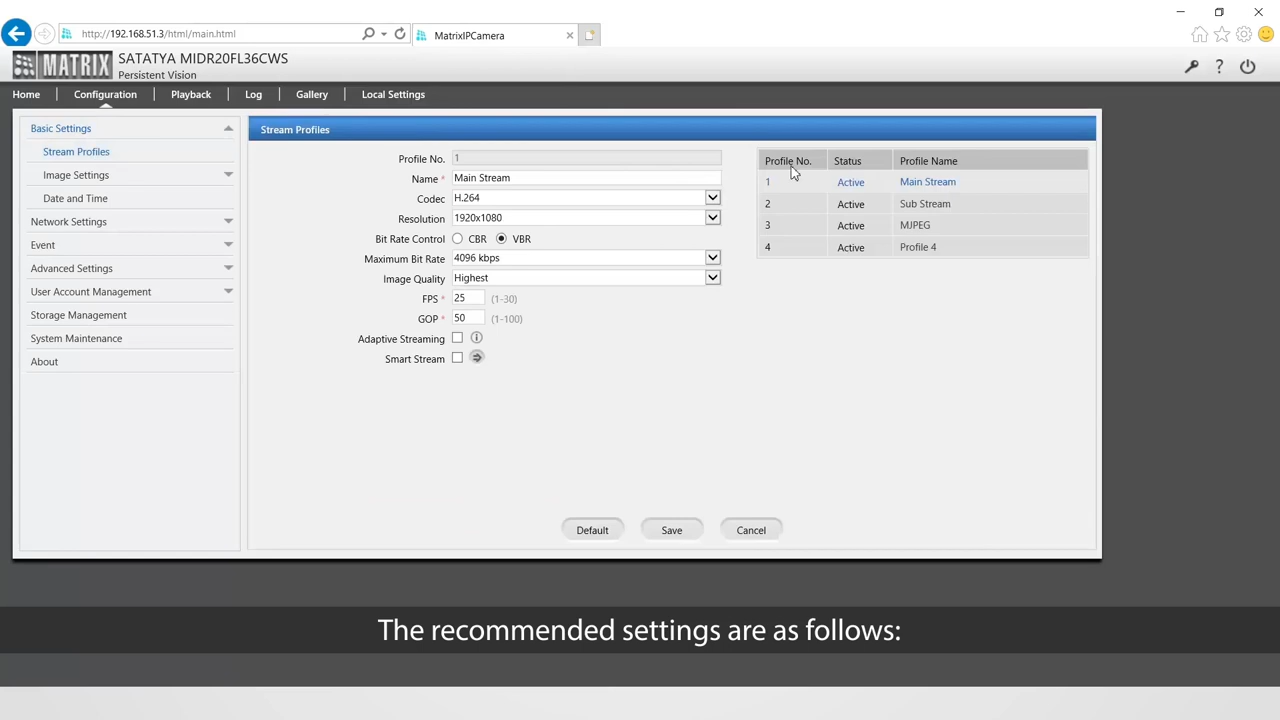 http://192.168.51.3/html/main.html
MatrixIPCamera
MATRIX
SATATYA MIDR20FL36CWS
Persistent Vision
Home
Configuration
Playback
Log
Gallery
Local Settings
Basic Settings
Stream Profiles
Image Settings
Date and Time
Network Settings
Event
Advanced Settings
User Account Management
Storage Management
System Maintenance
About
Stream Profiles
Profile No. 1
Name * Main Stream
Codec H.264
Resolution 1920x1080
Bit Rate Control CBR VBR
Maximum Bit Rate 4096 kbps
Image Quality Highest
FPS * 25 (1-30)
GOP * 50 (1-100)
Adaptive Streaming
Smart Stream
Profile No. Status Profile Name
1 Active Main Stream
2 Active Sub Stream
3 Active MJPEG
4 Active Profile 4
Default Save Cancel
The recommended settings are as follows: